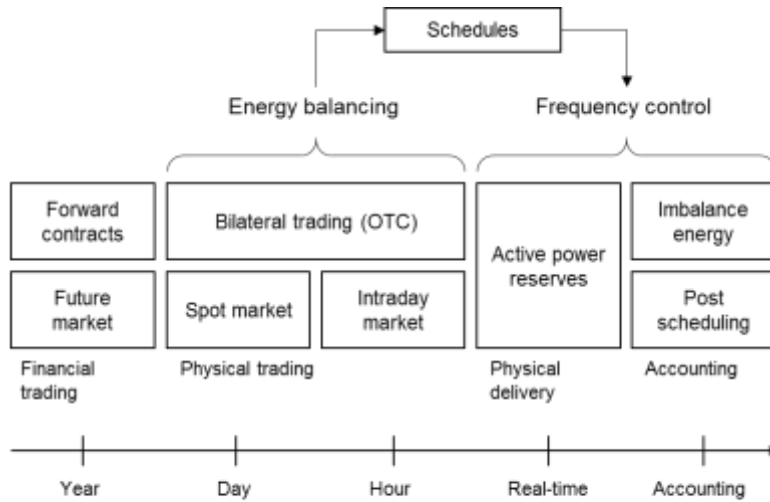 Schedules
Energy balancing
Frequency control
Forward
contracts
Bilateral trading (OTC)
Active power
reserves
Imbalance
energy
Future
market
Spot market
Intraday
market
Post
scheduling
Financial
trading
Physical trading
Physical
delivery
Accounting
Year
Day
Hour
Real-time
Accounting